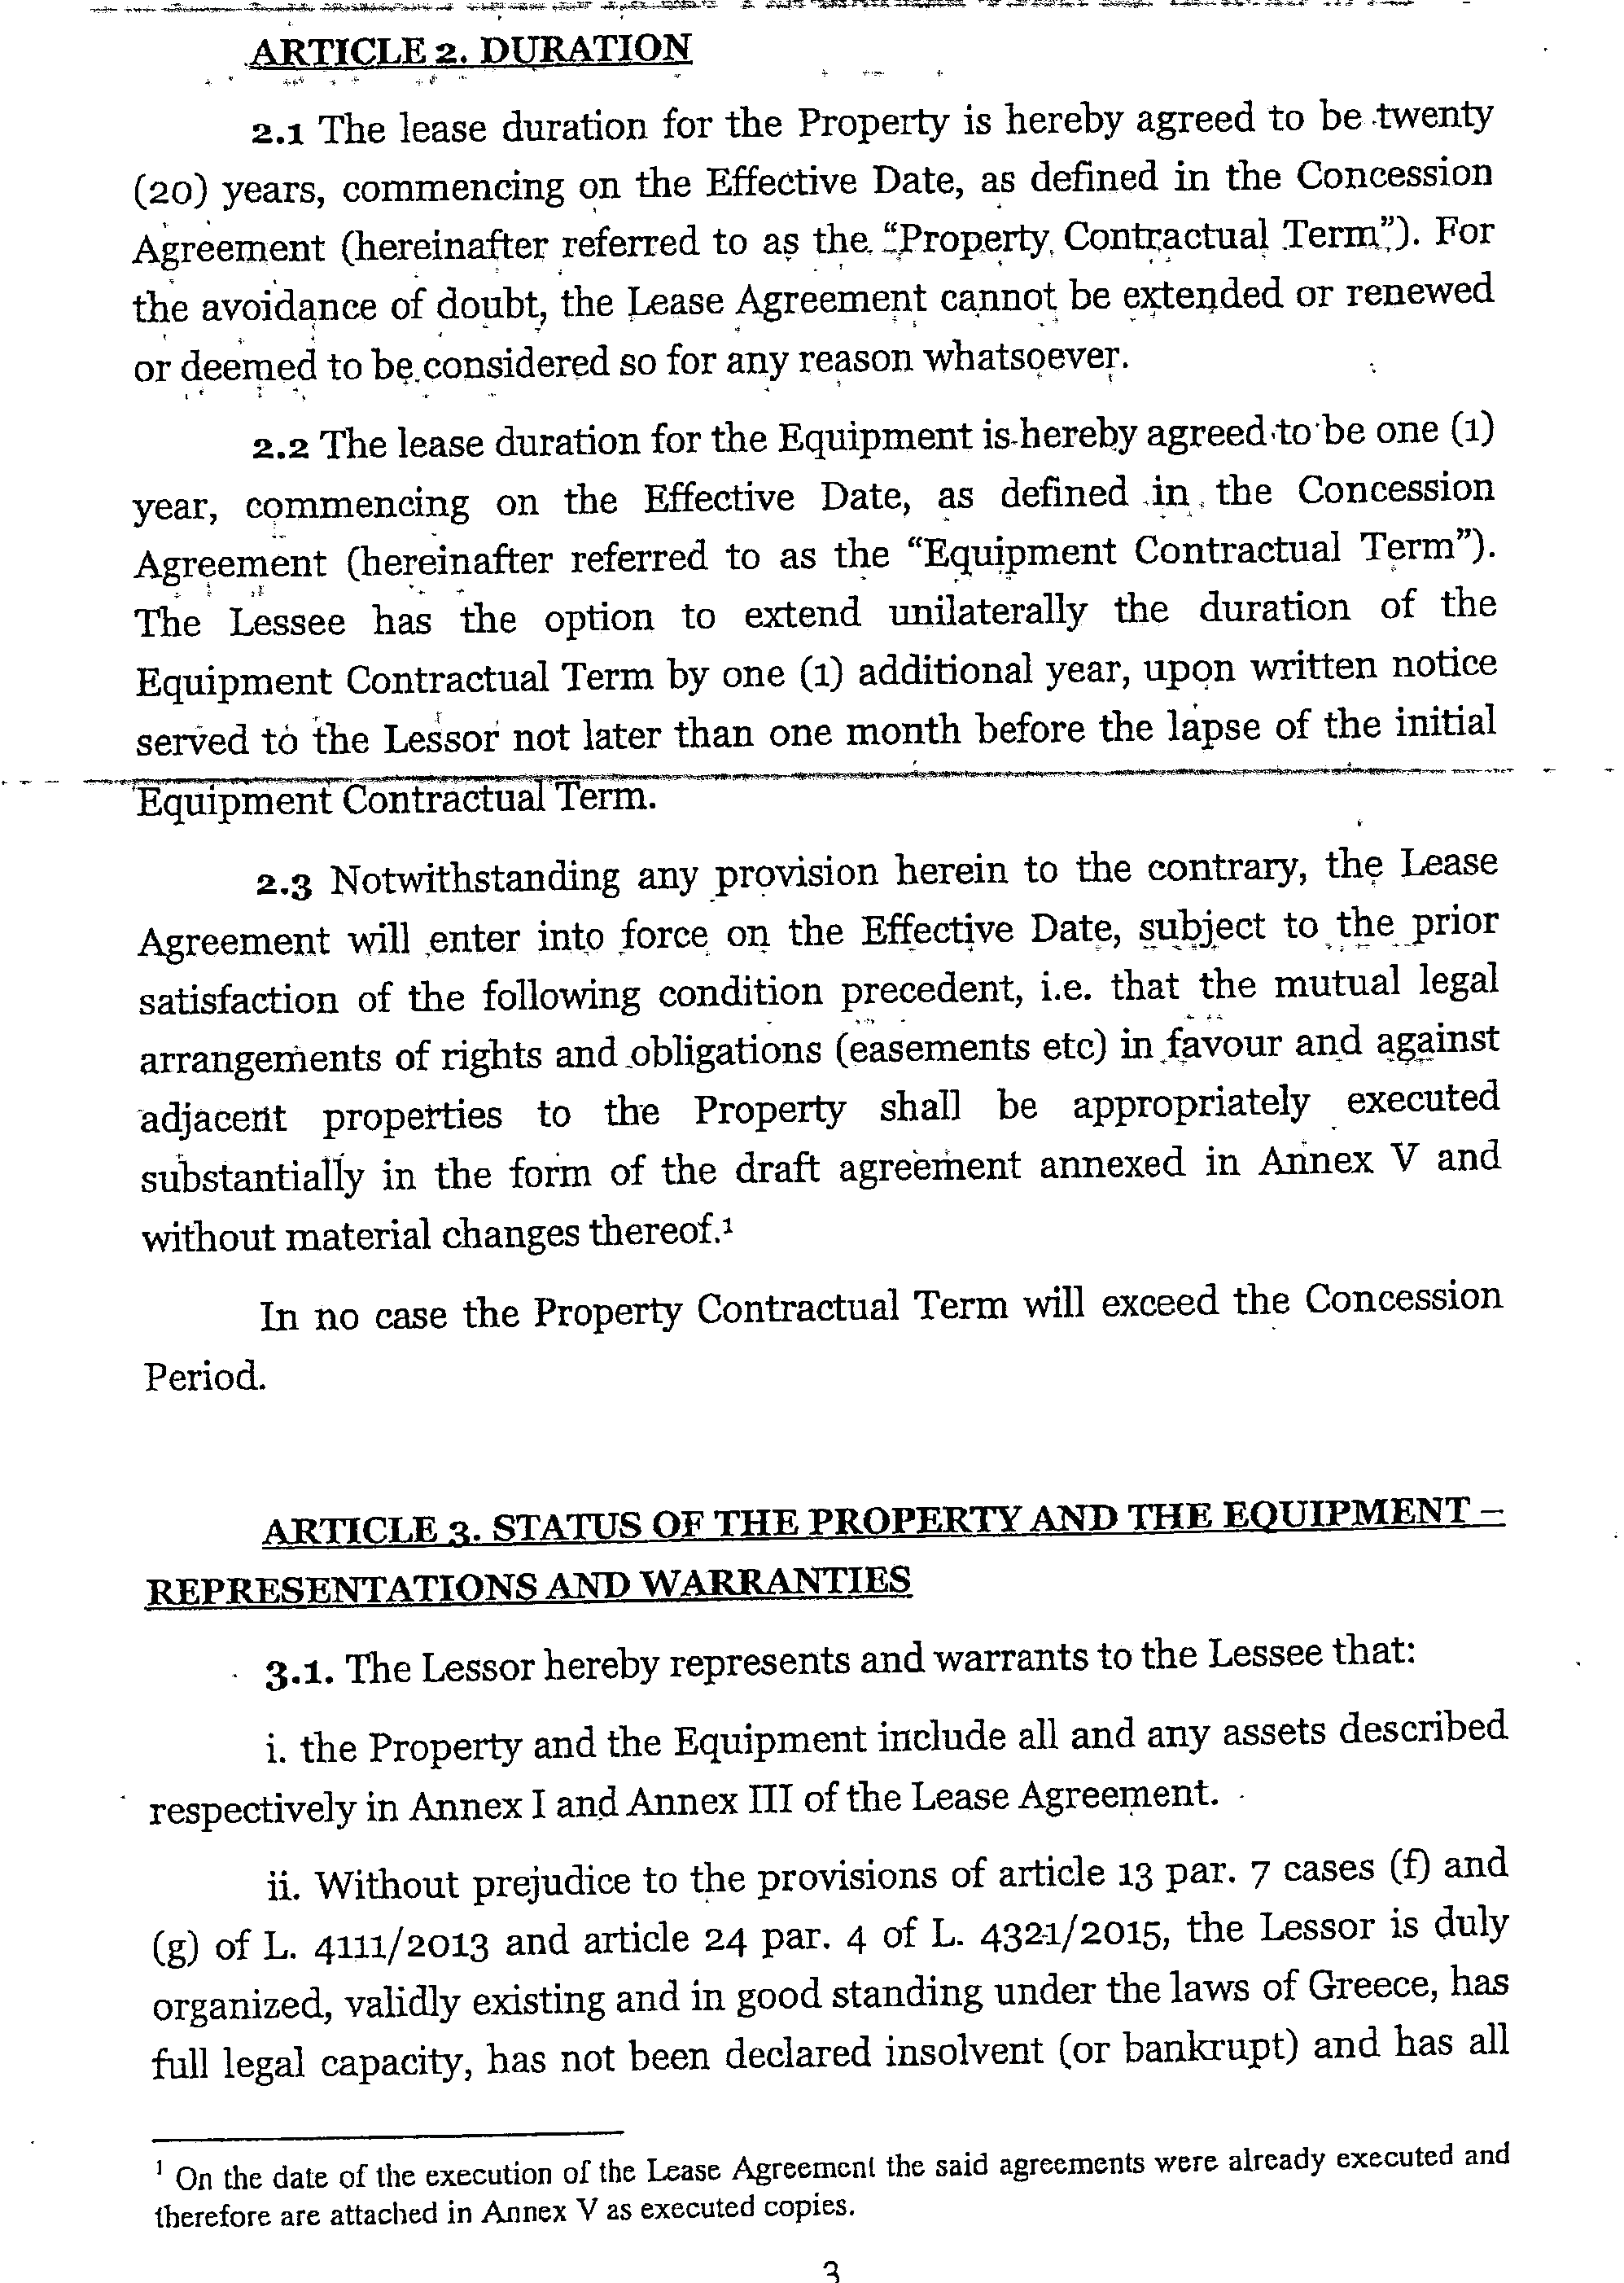 ARTICLE 2. DURATION
2.1 The lease duration for the Property is hereby agreed to be twenty
(20) years, commencing on the Effective Date, as defined in the Concession
Agreement (hereinafter referred to as the “Property Contractual Term”). For
the avoidance of doubt, the Lease Agreement cannot be extended or renewed
or deemed to be considered so for any reason whatsoever.
2.2 The lease duration for the Equipment is hereby agreed to be one (1)
year, commencing on the Effective Date, as defined in the Concession
Agreement (hereinafter referred to as the “Equipment Contractual Term”).
The Lessee has the option to extend unilaterally the duration of the
Equipment Contractual Term by one (1) additional year, upon written notice
served to the Lessor not later than one month before the lapse of the initial
Equipment Contractual Term.
2.3 Notwithstanding any provision herein to the contrary, the Lease
Agreement will enter into force on the Effective Date, subject to the prior
satisfaction of the following condition precedent, i.e. that the mutual legal
arrangements of rights and obligations (easements etc) in favour and against
adjacent properties to the Property shall be appropriately executed
substantially in the form of the draft agreement annexed in Annex V and
without material changes thereof.¹
In no case the Property Contractual Term will exceed the Concession
Period.
ARTICLE 3. STATUS OF THE PROPERTY AND THE EQUIPMENT –
REPRESENTATIONS AND WARRANTIES
3.1. The Lessor hereby represents and warrants to the Lessee that:
i. the Property and the Equipment include all and any assets described
respectively in Annex I and Annex III of the Lease Agreement.
ii. Without prejudice to the provisions of article 13 par. 7 cases (f) and
(g) of L. 4111/2013 and article 24 par. 4 of L. 4321/2015, the Lessor is duly
organized, validly existing and in good standing under the laws of Greece, has
full legal capacity, has not been declared insolvent (or bankrupt) and has all
¹ On the date of the execution of the Lease Agreement the said agreements were already executed and
therefore are attached in Annex V as executed copies.
3